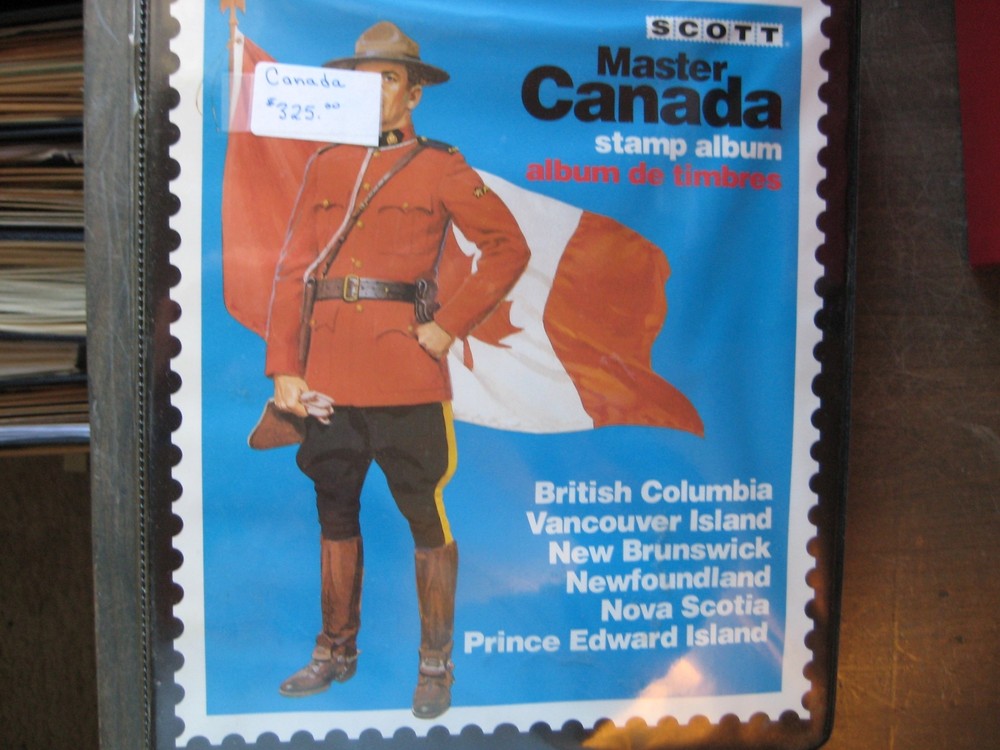 SCOTT
Master
Canada
stamp album
album de timbres
Canada
$325.00
British Columbia
Vancouver Island
New Brunswick
Newfoundland
Nova Scotia
Prince Edward Island